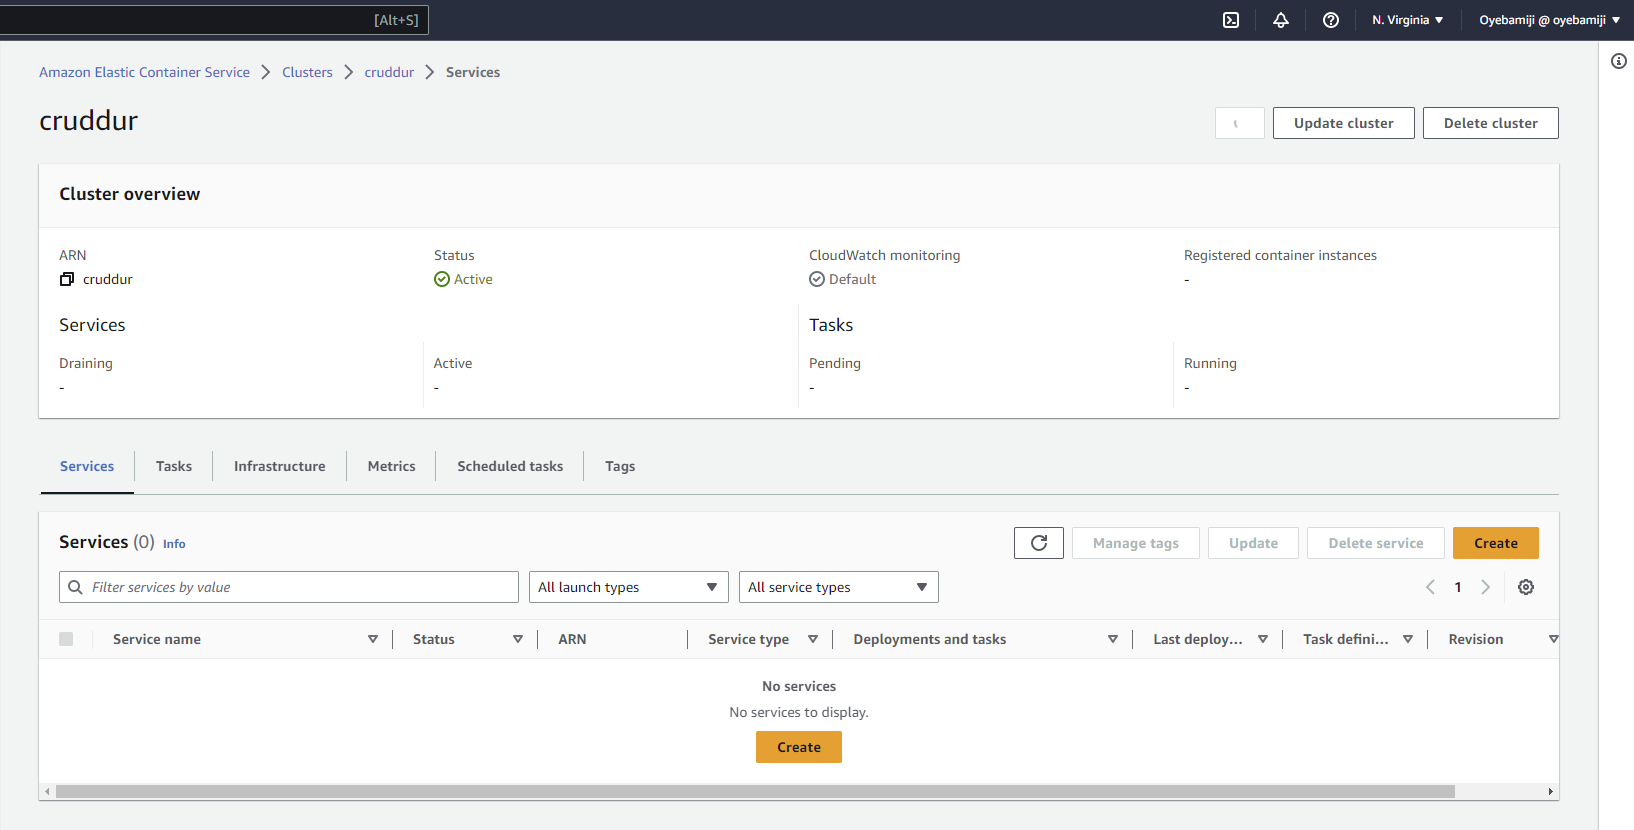 [Alt+S] N. Virginia Oyebamiji @ oyebamiji
Amazon Elastic Container Service Clusters cruddur Services
cruddur
Update cluster Delete cluster
Cluster overview
ARN Status CloudWatch monitoring Registered container instances
cruddur Active Default -
Services Tasks
Draining Active Pending Running
- - - -
Services Tasks Infrastructure Metrics Scheduled tasks Tags
Services (0) Info Manage tags Update Delete service Create
Filter services by value All launch types All service types 1
Service name Status ARN Service type Deployments and tasks Last deploy... Task defini... Revision
No services
No services to display.
Create